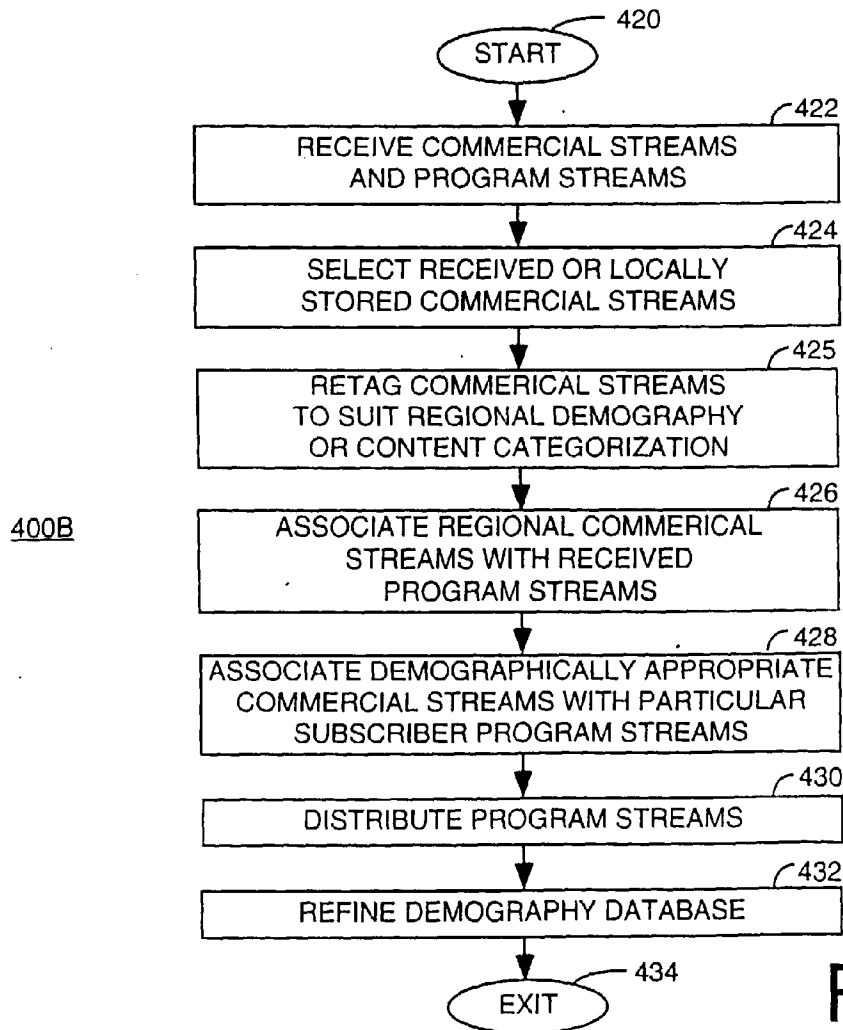 420
START
422
RECEIVE COMMERCIAL STREAMS
AND PROGRAM STREAMS
424
SELECT RECEIVED OR LOCALLY
STORED COMMERCIAL STREAMS
425
RETAG COMMERICAL STREAMS
TO SUIT REGIONAL DEMOGRAPHY
OR CONTENT CATEGORIZATION
426
400B
ASSOCIATE REGIONAL COMMERICAL
STREAMS WITH RECEIVED
PROGRAM STREAMS
428
ASSOCIATE DEMOGRAPHICALLY APPROPRIATE
COMMERCIAL STREAMS WITH PARTICULAR
SUBSCRIBER PROGRAM STREAMS
430
DISTRIBUTE PROGRAM STREAMS
432
REFINE DEMOGRAPHY DATABASE
434
EXIT